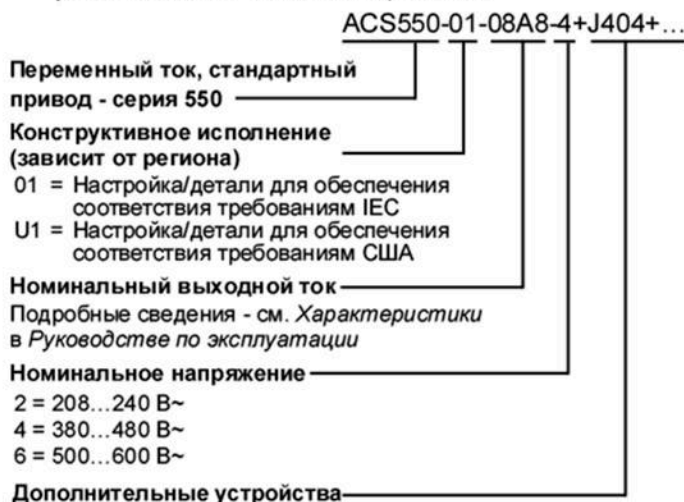 ACS550-01-08A8-4+J404+...
Переменный ток, стандартный
привод - серия 550
Конструктивное исполнение
(зависит от региона)
01 = Настройка/детали для обеспечения
соответствия требованиям IEC
U1 = Настройка/детали для обеспечения
соответствия требованиям США
Номинальный выходной ток
Подробные сведения - см. Характеристики
в Руководстве по эксплуатации
Номинальное напряжение
2 = 208...240 В~
4 = 380...480 В~
6 = 500...600 В~
Дополнительные устройства